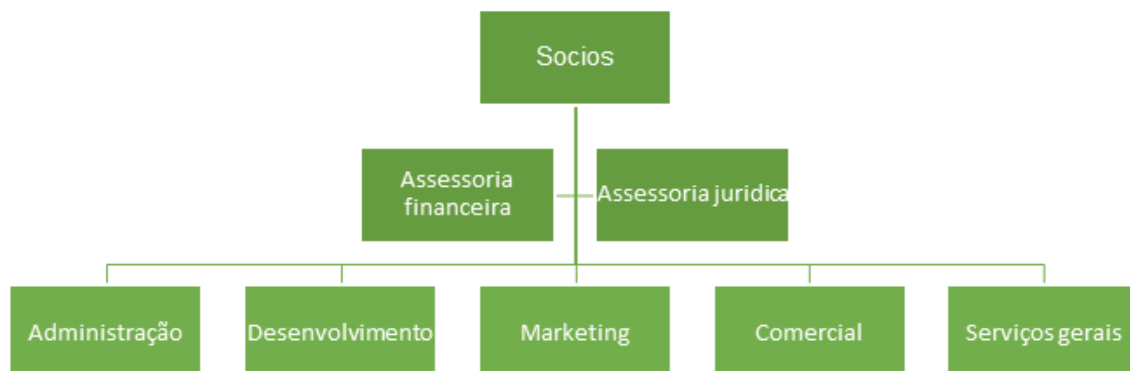 Socios
Assessoria
financeira
Assessoria juridica
Administração
Desenvolvimento
Marketing
Comercial
Serviços gerais